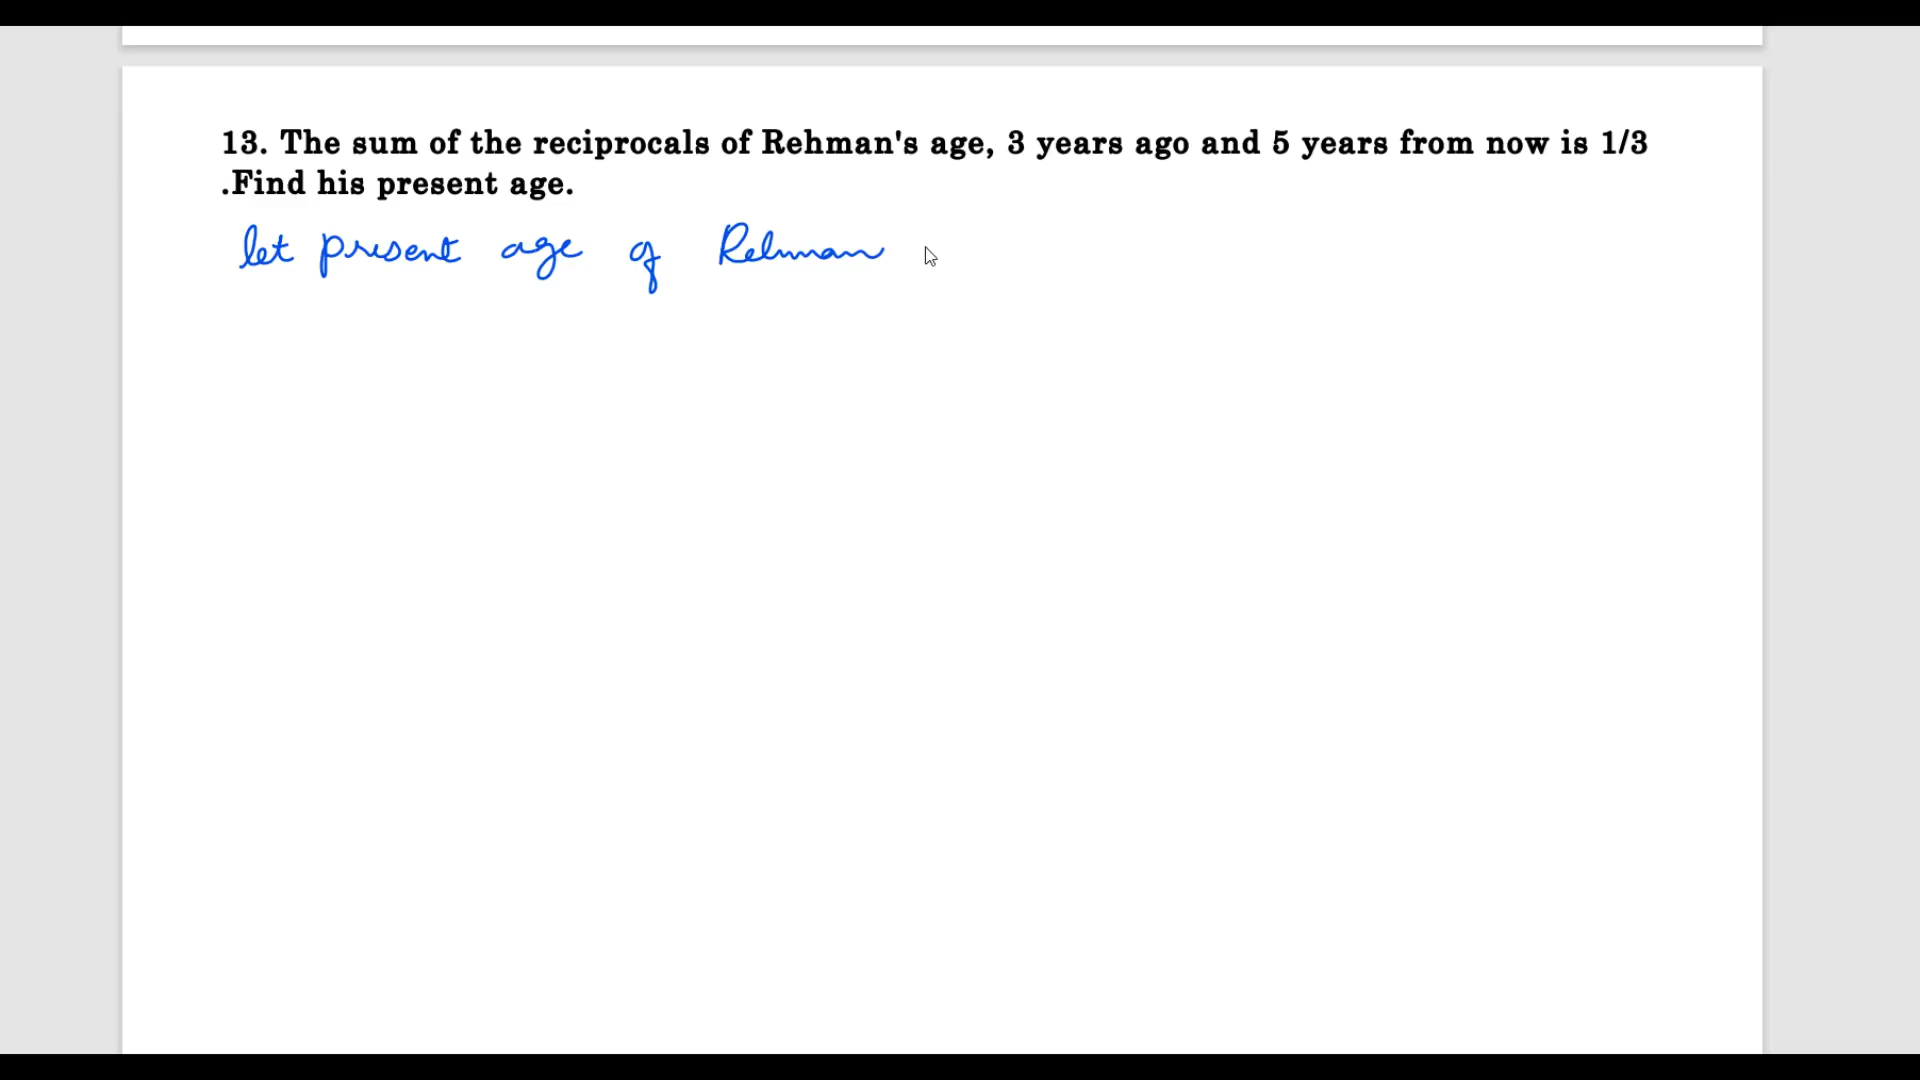 13. The sum of the reciprocals of Rehman's age, 3 years ago and 5 years from now is 1/3
.Find his present age.
let present age of Rehman